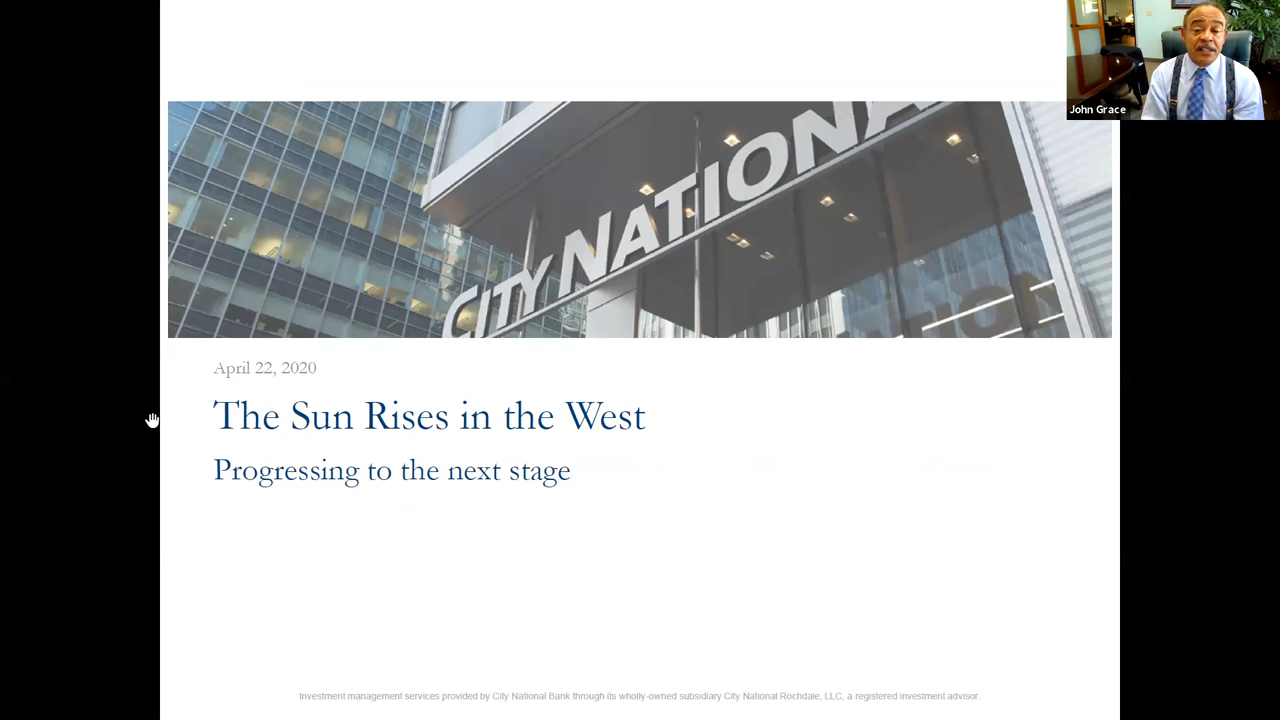 John Grace
CITY NATIONA
April 22, 2020
The Sun Rises in the West
Progressing to the next stage
Investment management services provided by City National Bank through its wholly-owned subsidiary City National Rochdale, LLC, a registered investment advisor.